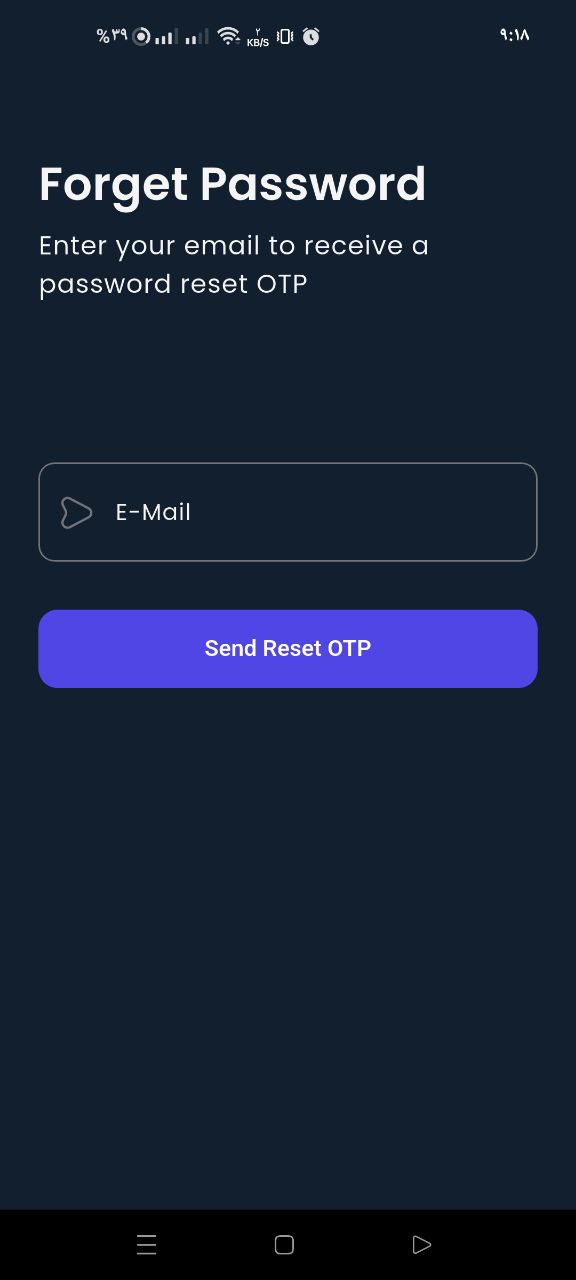 %۳۹
۲
KB/S
۹:۱۸
Forget Password
Enter your email to receive a
password reset OTP
E-Mail
Send Reset OTP